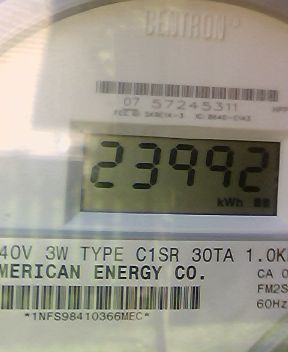 CENTRON®
07 57245311
23992
kWh
40V 3W TYPE C1SR 30TA 1.0K
MERICAN ENERGY CO.
CA 0
FM2S
60Hz
*1NFS98410366MEC*